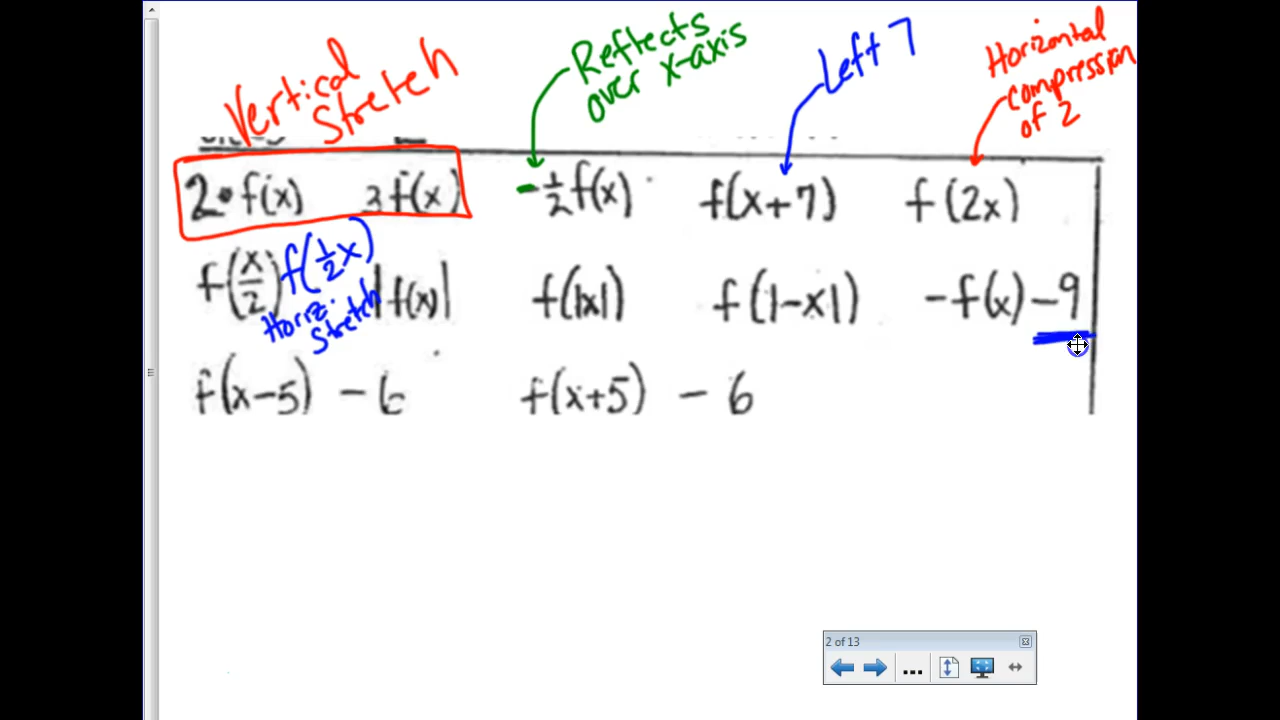 Vertical
Stretch
Reflects
over x-axis
Left 7
Horizontal
compression
of 2
2•f(x) 3f(x) -½f(x) f(x+7) f(2x)
f(x/2) f(½x) |f(x)| f(|x|) f(|-x|) -f(x)-9
Horiz.
Stretch
f(x-5) - 6 f(x+5) - 6
2 of 13
...